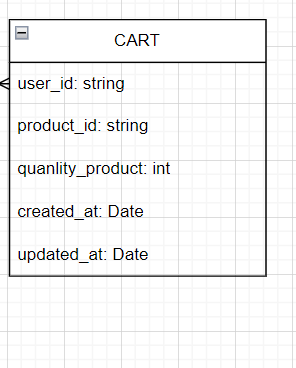 CART
user_id: string
product_id: string
quanlity_product: int
created_at: Date
updated_at: Date